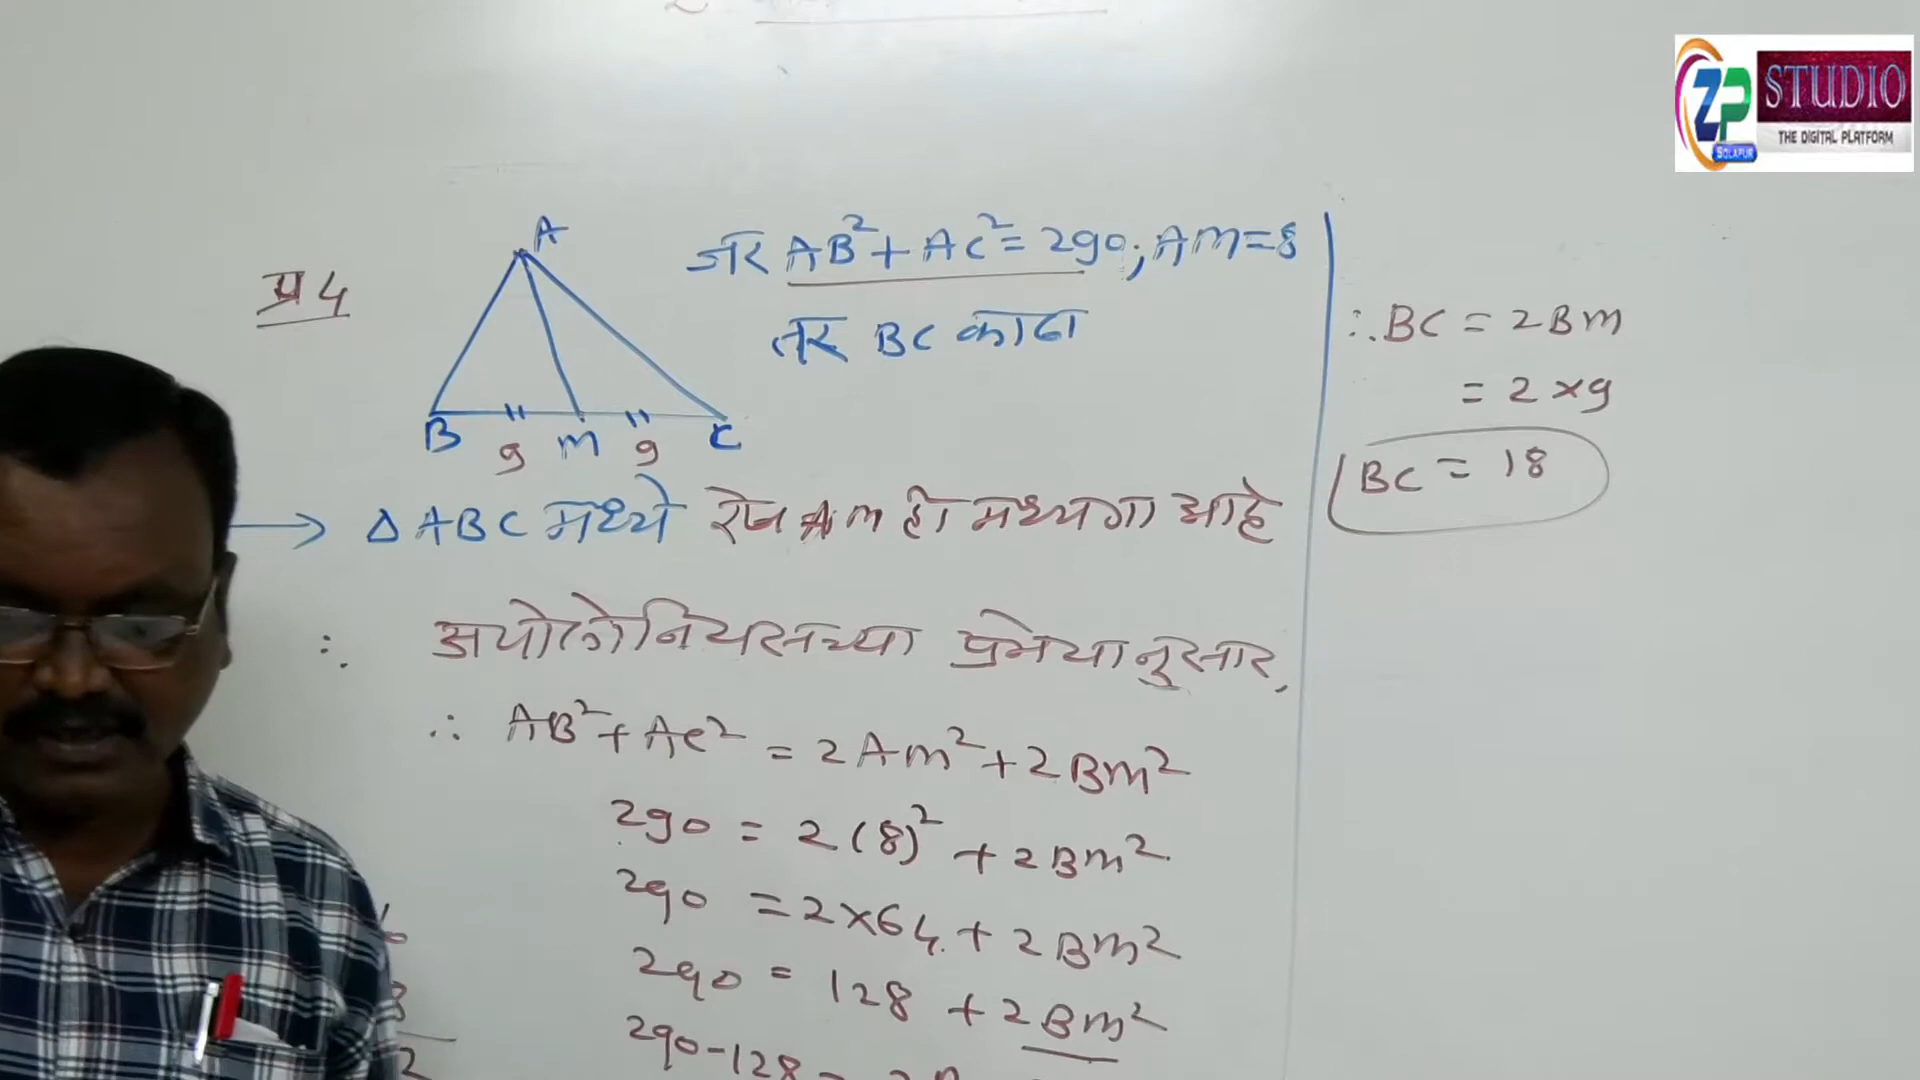 STUDIO
ZP
THE DIGITAL PLATFORM
SOLAPUR
प्र 4
A
B
M
C
9
9
जर AB²+AC²=290; AM=8
तर BC काढा
→ △ ABC मध्ये रेख AM ही मध्यगा आहे
∴ अपोलोनियसच्या प्रमेयानुसार,
∴ AB²+AC² = 2AM²+2BM²
290 = 2(8)² + 2BM²
290 = 2×64 + 2BM²
290 = 128 + 2BM²
290-128 =
∴ BC = 2BM
= 2×9
BC = 18